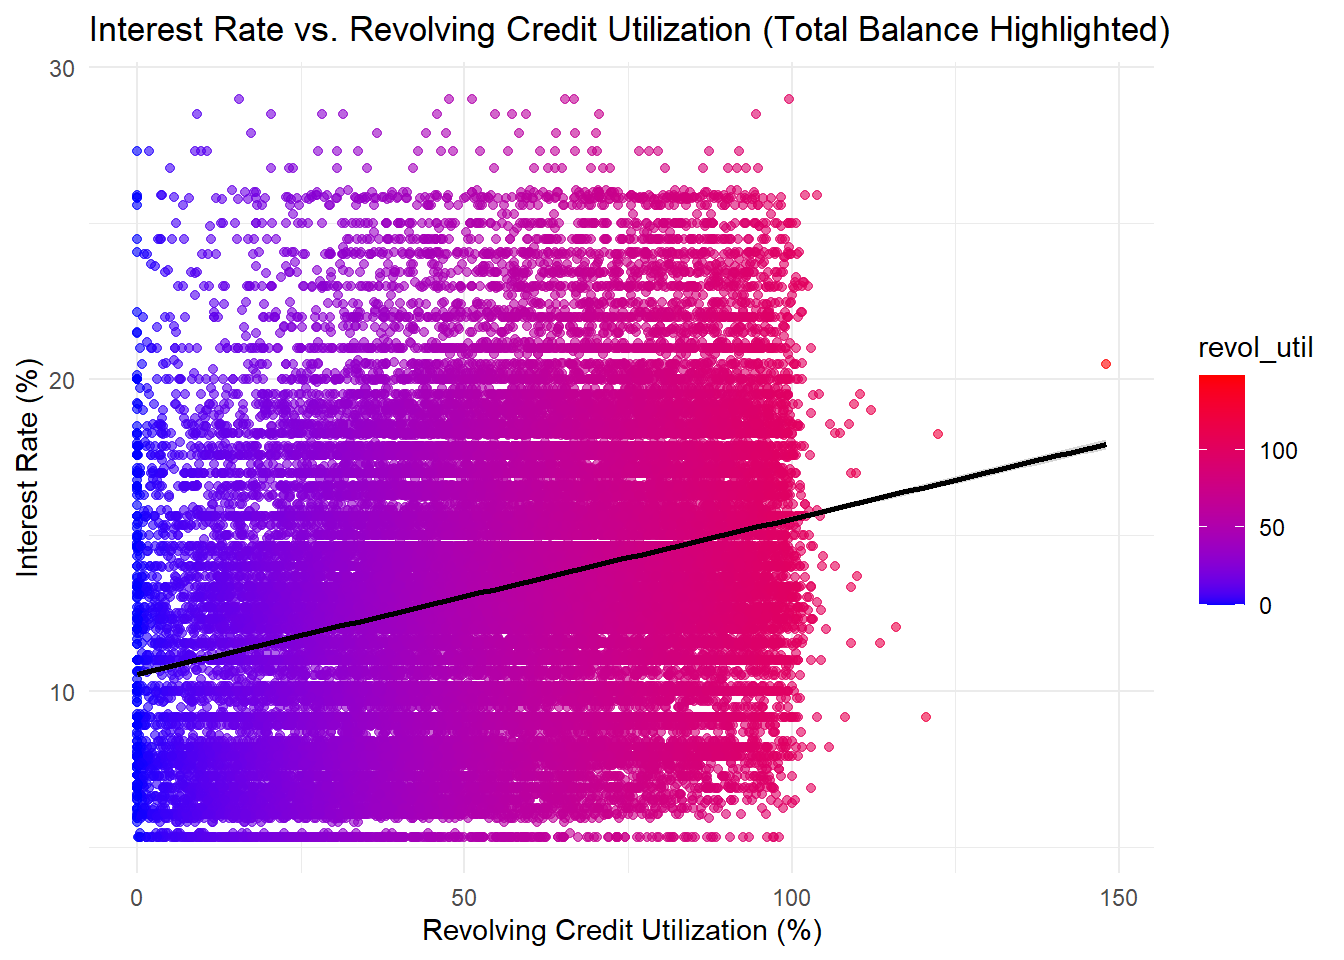 Interest Rate vs. Revolving Credit Utilization (Total Balance Highlighted)
30
20
10
Interest Rate (%)
0
50
100
150
Revolving Credit Utilization (%)
revol_util
100
50
0